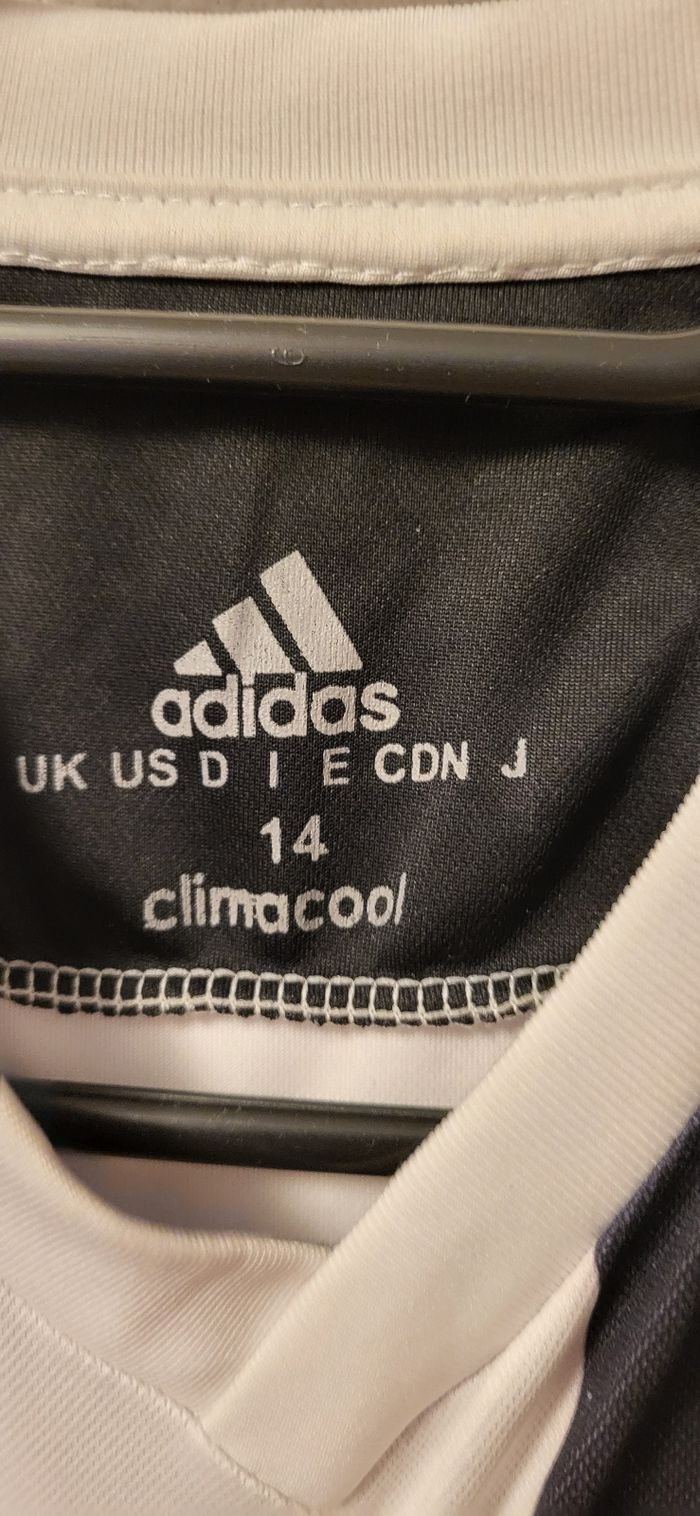 adidas
UK US D I E CDN J
14
climacool